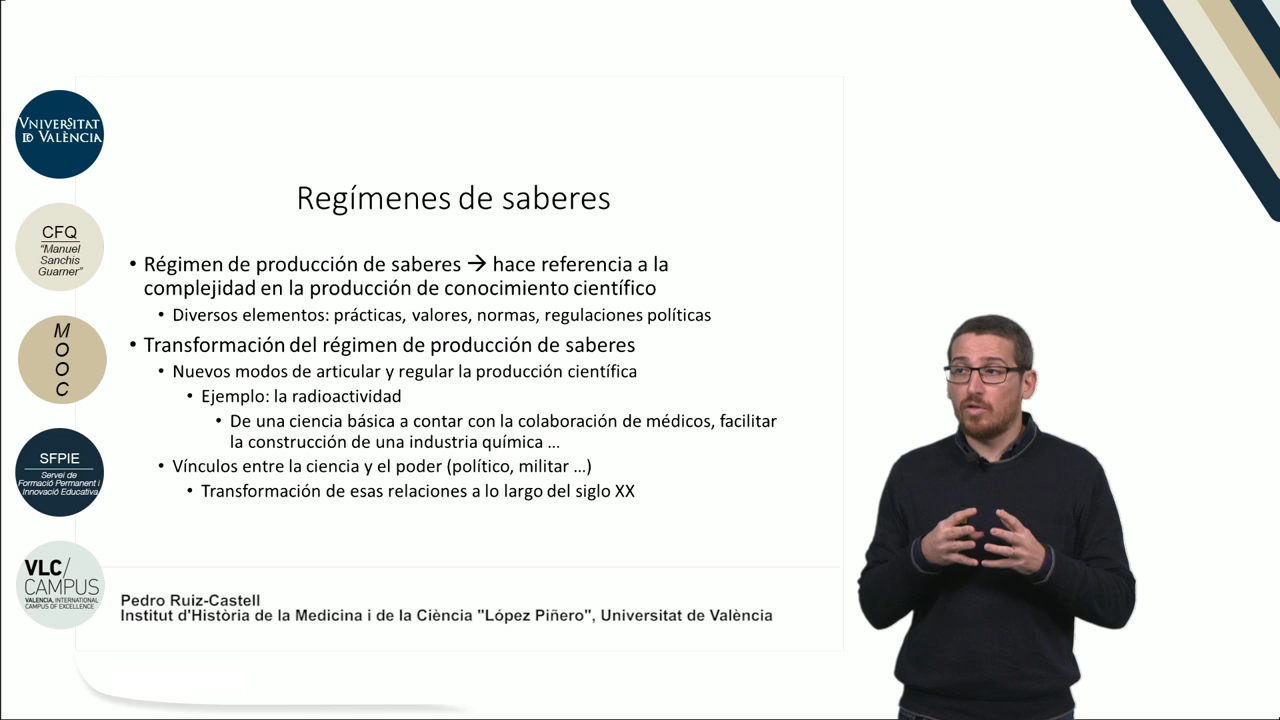 VNIVERSITAT
DE VALÈNCIA
CFQ
"Manuel
Sanchis
Guarner"
M
O
O
C
SFPIE
Servei de
Formació Permanent i
Innovació Educativa
VLC/
CAMPUS
VALENCIA, INTERNATIONAL
CAMPUS OF EXCELLENCE
Regímenes de saberes
• Régimen de producción de saberes → hace referencia a la
complejidad en la producción de conocimiento científico
• Diversos elementos: prácticas, valores, normas, regulaciones políticas
• Transformación del régimen de producción de saberes
• Nuevos modos de articular y regular la producción científica
• Ejemplo: la radioactividad
• De una ciencia básica a contar con la colaboración de médicos, facilitar
la construcción de una industria química ...
• Vínculos entre la ciencia y el poder (político, militar ...)
• Transformación de esas relaciones a lo largo del siglo XX
Pedro Ruiz-Castell
Institut d'Història de la Medicina i de la Ciència "López Piñero", Universitat de València